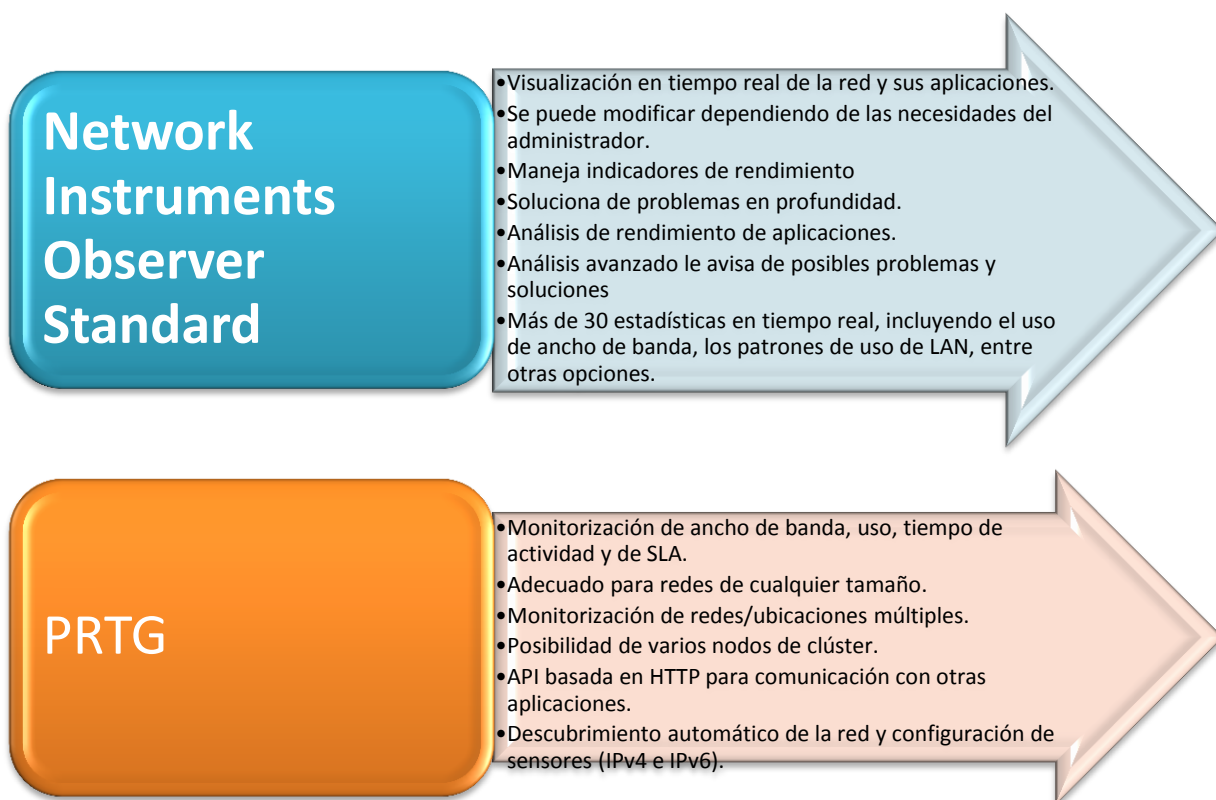 Network
Instruments
Observer
Standard
•Visualización en tiempo real de la red y sus aplicaciones.
•Se puede modificar dependiendo de las necesidades del
administrador.
•Maneja indicadores de rendimiento
•Soluciona de problemas en profundidad.
•Análisis de rendimiento de aplicaciones.
•Análisis avanzado le avisa de posibles problemas y
soluciones
•Más de 30 estadísticas en tiempo real, incluyendo el uso
de ancho de banda, los patrones de uso de LAN, entre
otras opciones.
PRTG
•Monitorización de ancho de banda, uso, tiempo de
actividad y de SLA.
•Adecuado para redes de cualquier tamaño.
•Monitorización de redes/ubicaciones múltiples.
•Posibilidad de varios nodos de clúster.
•API basada en HTTP para comunicación con otras
aplicaciones.
•Descubrimiento automático de la red y configuración de
sensores (IPv4 e IPv6).